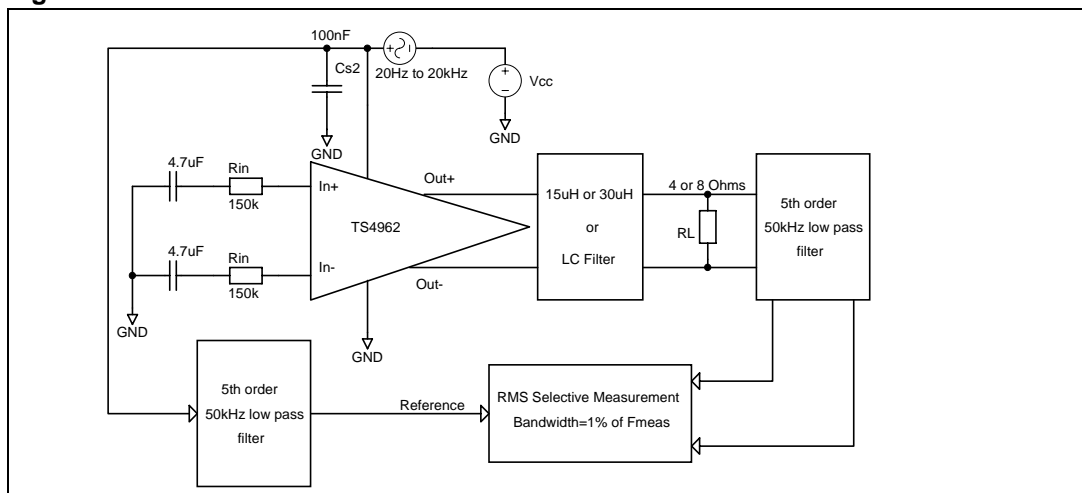 100nF
Cs2
20Hz to 20kHz
+
-
Vcc
GND
GND
4.7uF
Rin
150k
In+
Out+
TS4962
15uH or 30uH
or
LC Filter
4 or 8 Ohms
RL
5th order
50kHz low pass
filter
4.7uF
Rin
150k
In-
Out-
GND
GND
5th order
50kHz low pass
filter
Reference
RMS Selective Measurement
Bandwidth=1% of Fmeas